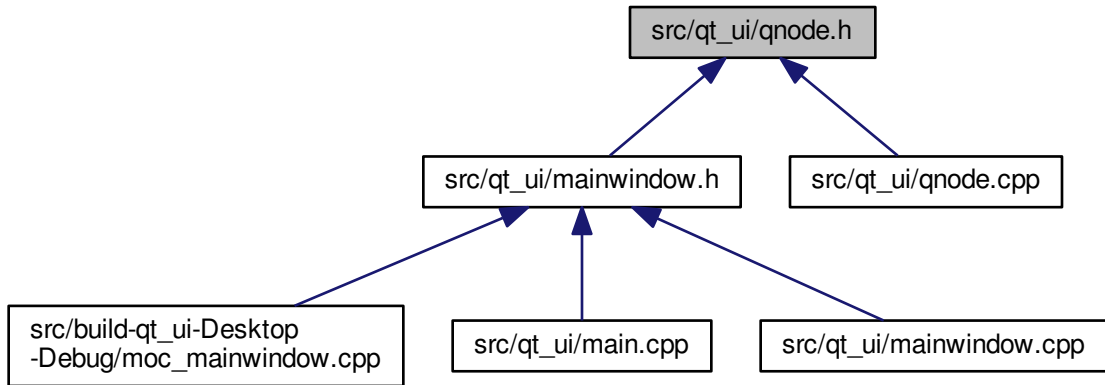 src/qt_ui/qnode.h
src/qt_ui/mainwindow.h
src/qt_ui/qnode.cpp
src/build-qt_ui-Desktop
-Debug/moc_mainwindow.cpp
src/qt_ui/main.cpp
src/qt_ui/mainwindow.cpp